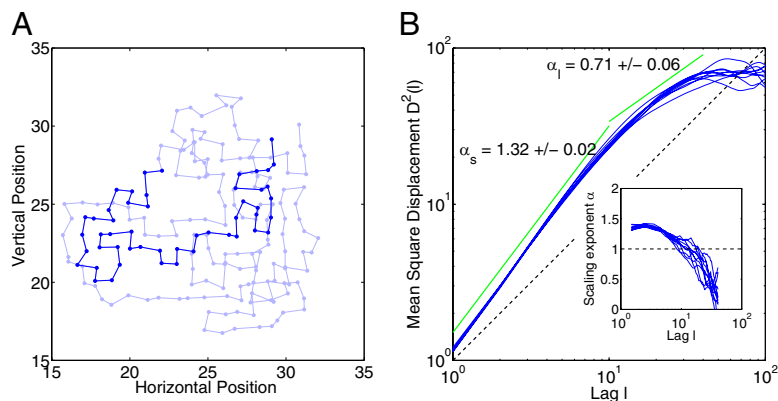 A
35
30
25
20
15
15 20 25 30 35
Vertical Position
Horizontal Position
B
10^2
10^1
10^0
10^0 10^1 10^2
Mean Square Displacement D^2(l)
Lag l
α_l = 0.71 +/- 0.06
α_s = 1.32 +/- 0.02
2
1.5
1
0.5
0
10^0 10^1 10^2
Scaling exponent α
Lag l